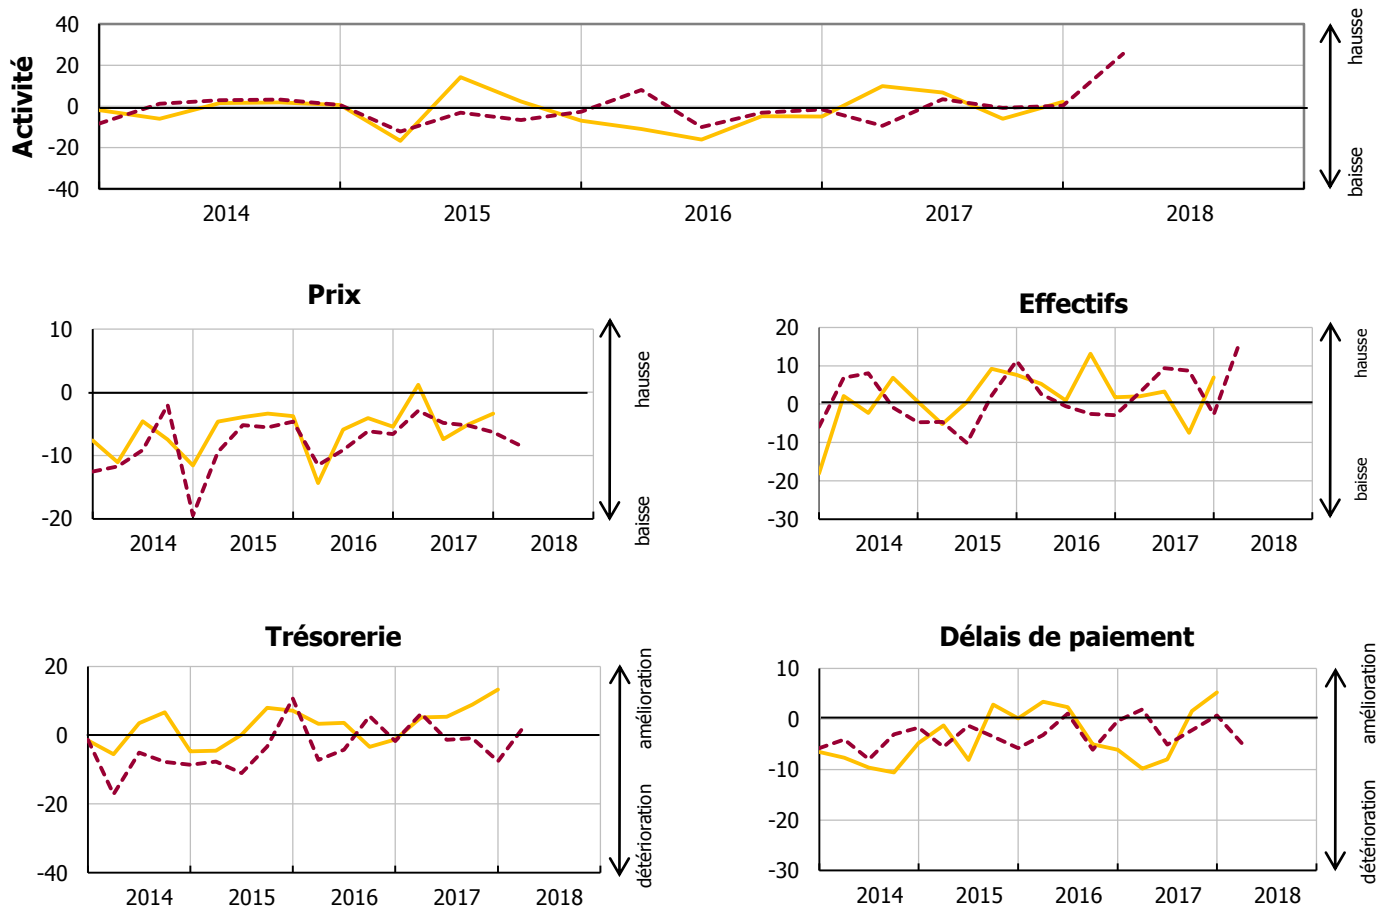 Activité
40
20
0
-20
-40
2014 2015 2016 2017 2018
hausse
baisse
Prix
10
0
-10
-20
2014 2015 2016 2017 2018
hausse
baisse
Effectifs
20
10
0
-10
-20
-30
2014 2015 2016 2017 2018
hausse
baisse
Trésorerie
20
0
-20
-40
2014 2015 2016 2017 2018
amélioration
détérioration
Délais de paiement
10
0
-10
-20
-30
2014 2015 2016 2017 2018
amélioration
détérioration